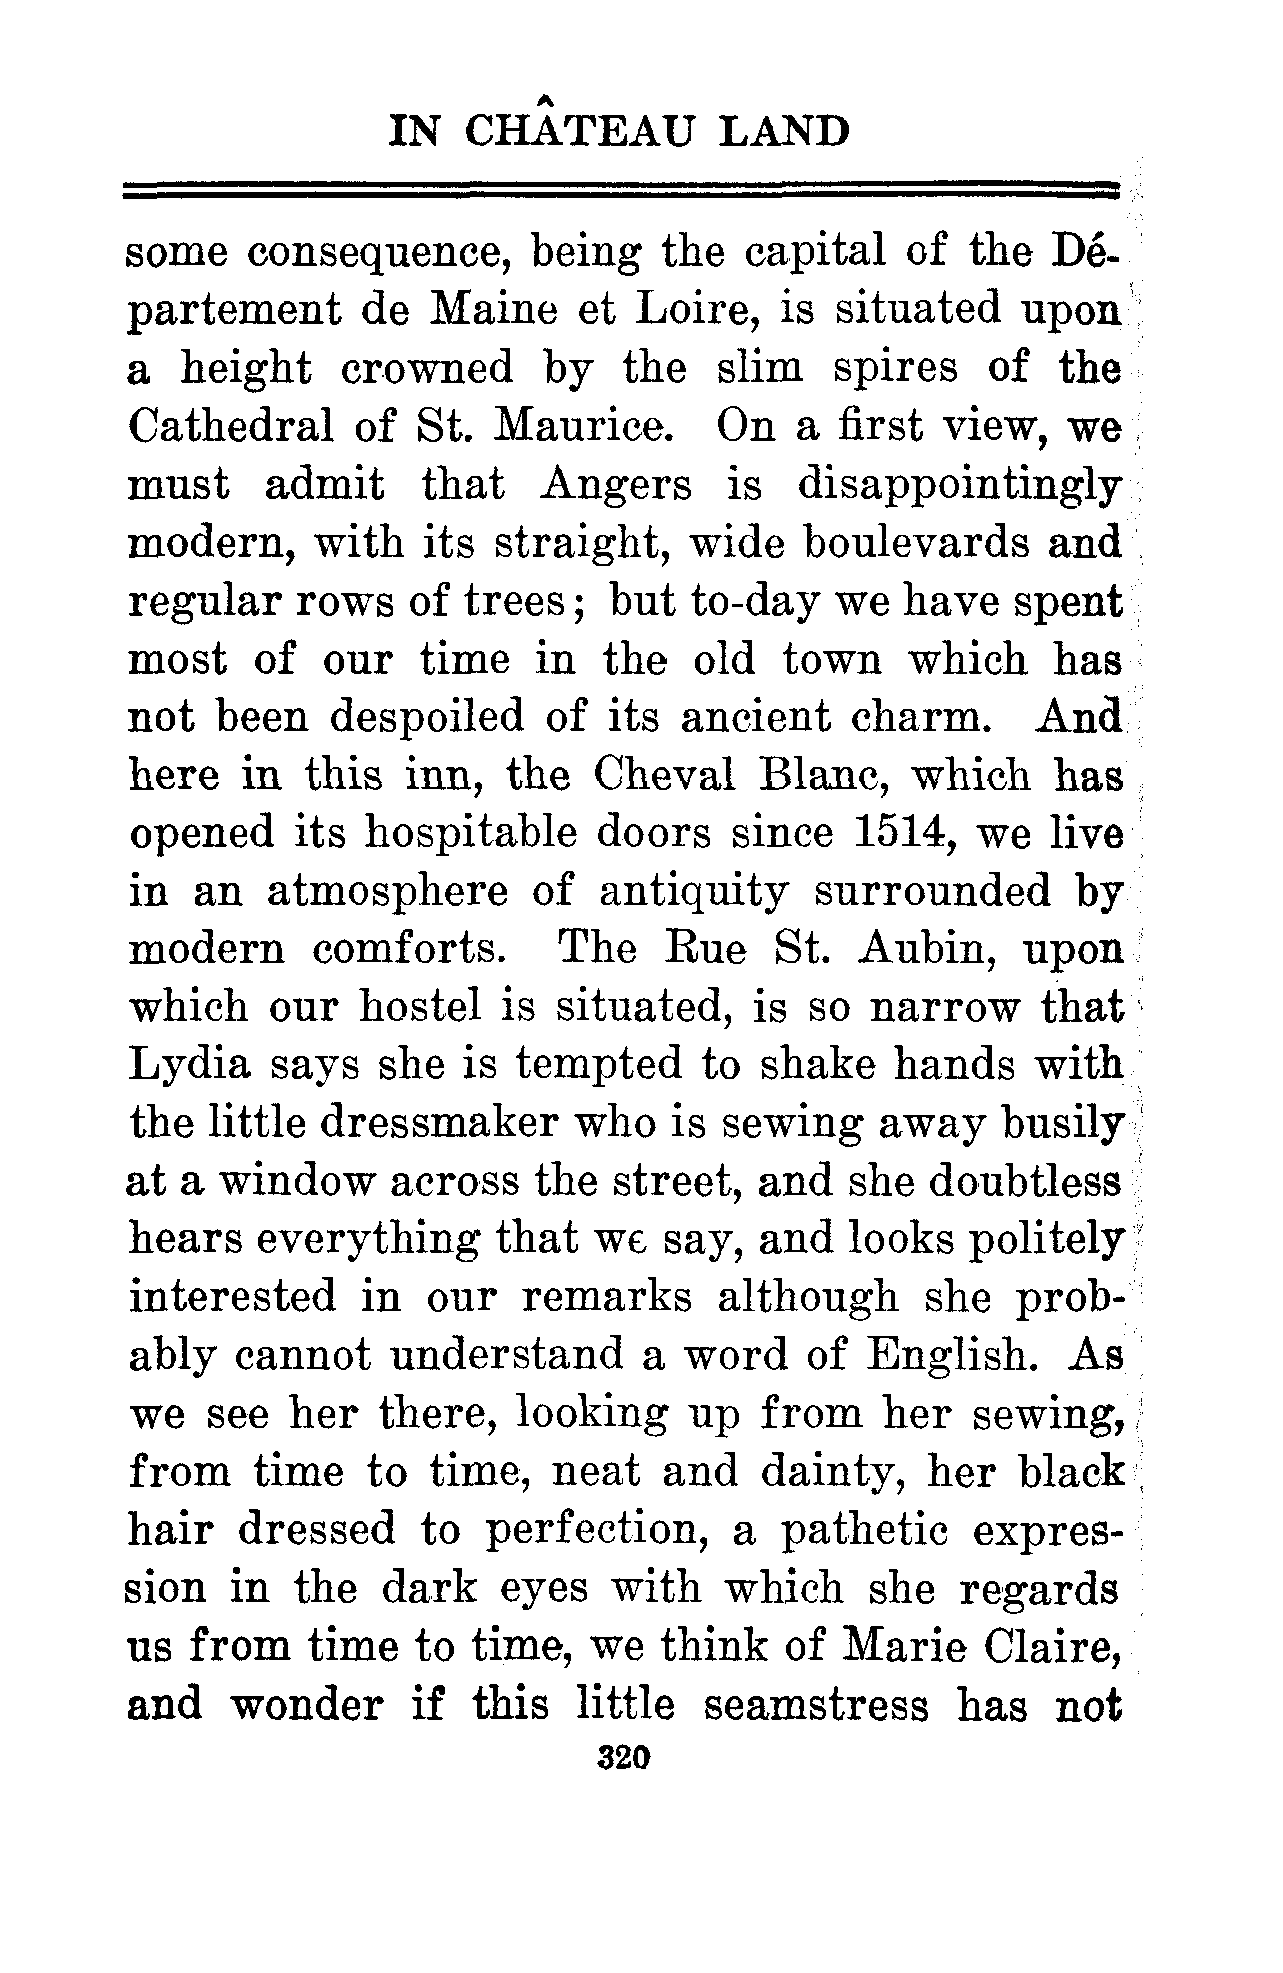 IN CHÂTEAU LAND
some consequence, being the capital of the Dé-
partement de Maine et Loire, is situated upon
a height crowned by the slim spires of the
Cathedral of St. Maurice. On a first view, we
must admit that Angers is disappointingly
modern, with its straight, wide boulevards and
regular rows of trees; but to-day we have spent
most of our time in the old town which has
not been despoiled of its ancient charm. And
here in this inn, the Cheval Blanc, which has
opened its hospitable doors since 1514, we live
in an atmosphere of antiquity surrounded by
modern comforts. The Rue St. Aubin, upon
which our hostel is situated, is so narrow that
Lydia says she is tempted to shake hands with
the little dressmaker who is sewing away busily
at a window across the street, and she doubtless
hears everything that we say, and looks politely
interested in our remarks although she prob-
ably cannot understand a word of English. As
we see her there, looking up from her sewing,
from time to time, neat and dainty, her black
hair dressed to perfection, a pathetic expres-
sion in the dark eyes with which she regards
us from time to time, we think of Marie Claire,
and wonder if this little seamstress has not
320